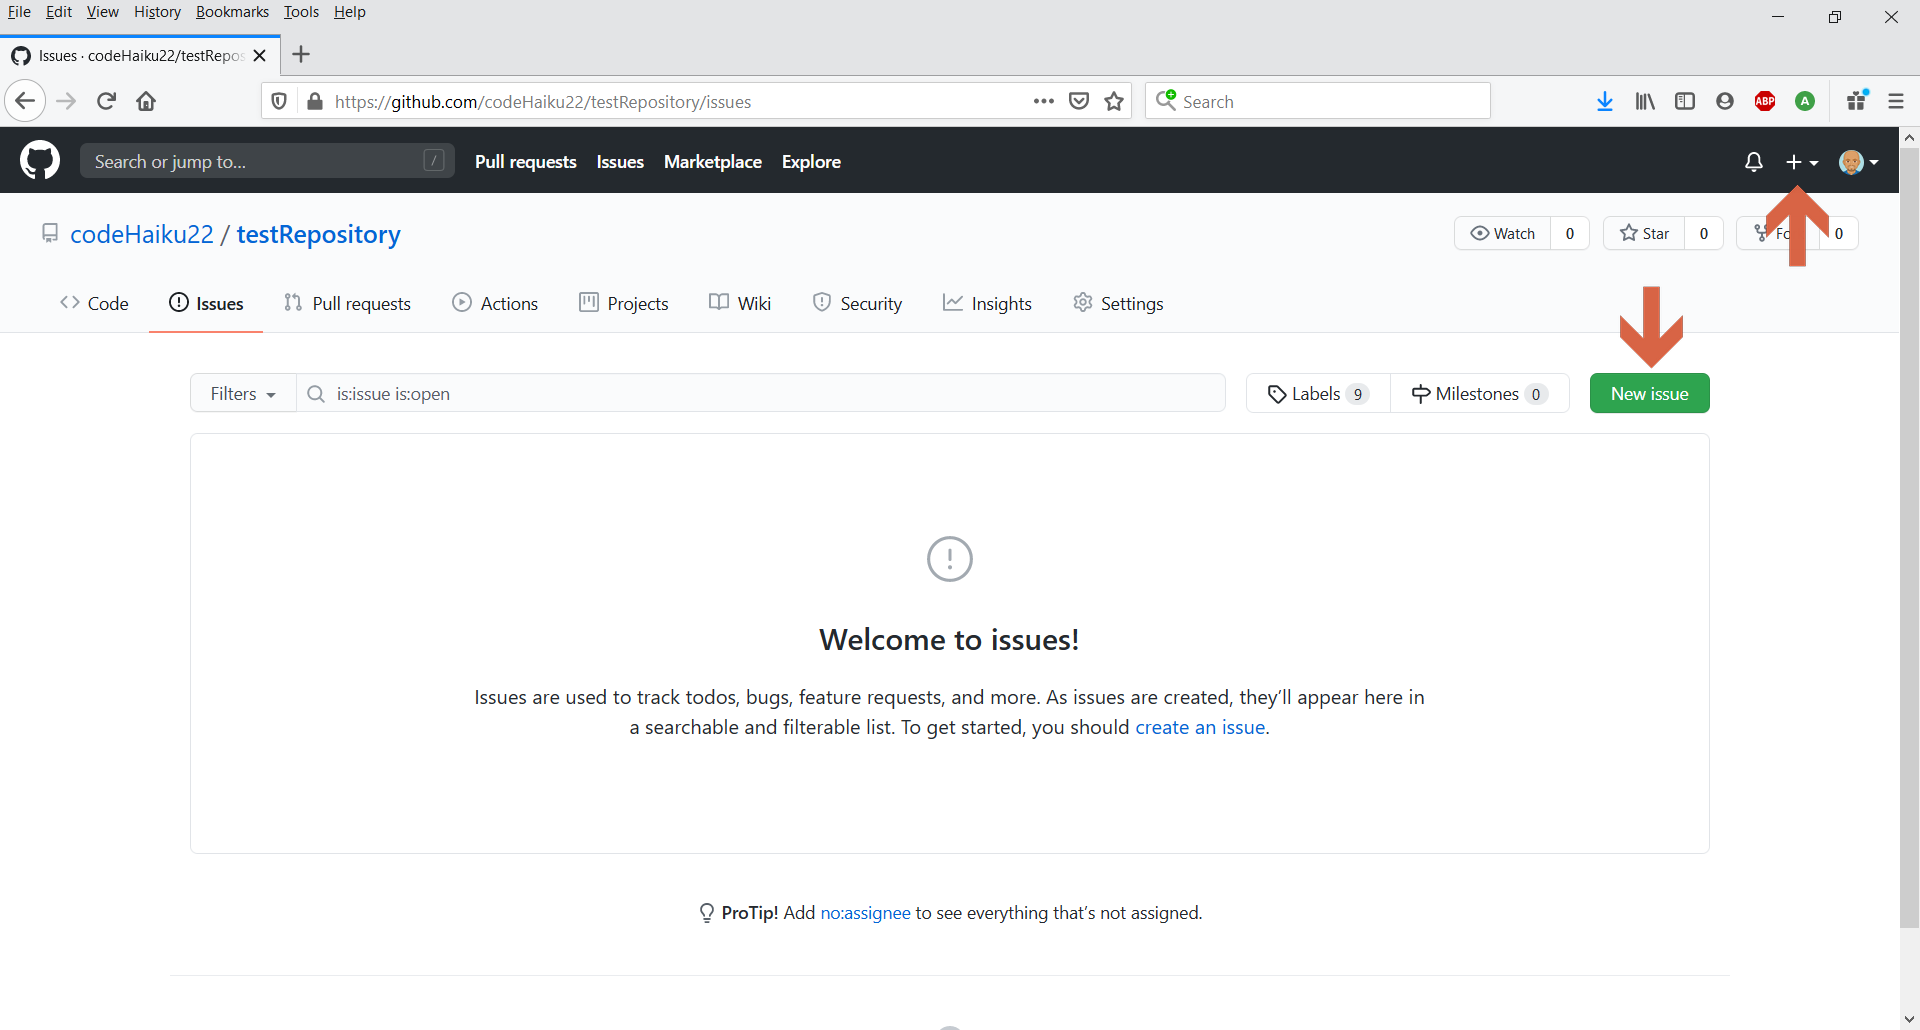 File Edit View History Bookmarks Tools Help
Issues · codeHaiku22/testRepos
https://github.com/codeHaiku22/testRepository/issues
Search
ABP
A
Search or jump to... /
Pull requests Issues Marketplace Explore
codeHaiku22 / testRepository
Watch 0
Star 0
0
Code Issues Pull requests Actions Projects Wiki Security Insights Settings
Filters is:issue is:open Labels 9 Milestones 0 New issue
Welcome to issues!
Issues are used to track todos, bugs, feature requests, and more. As issues are created, they’ll appear here in
a searchable and filterable list. To get started, you should create an issue.
ProTip! Add no:assignee to see everything that’s not assigned.